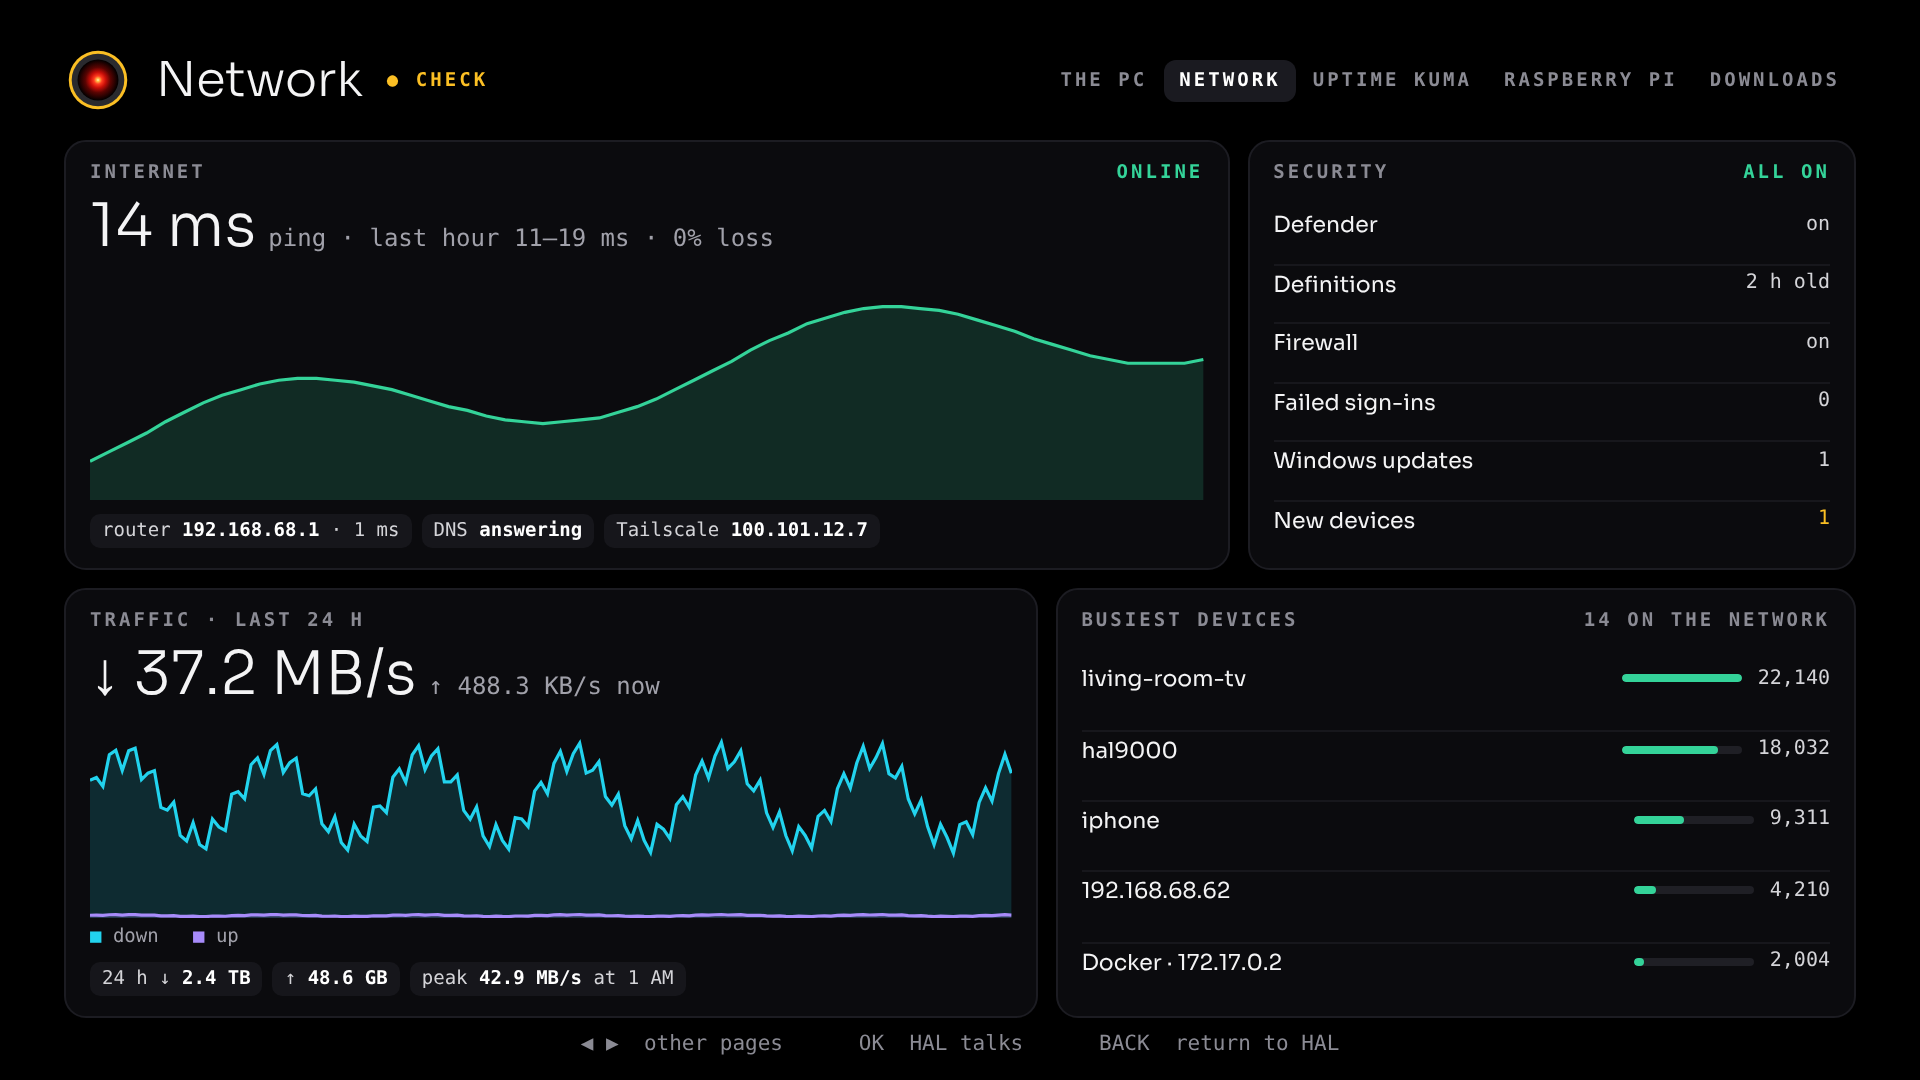 Network
CHECK
THE PC NETWORK UPTIME KUMA RASPBERRY PI DOWNLOADS
INTERNET ONLINE
14 ms ping · last hour 11–19 ms · 0% loss
router 192.168.68.1 · 1 ms DNS answering Tailscale 100.101.12.7
SECURITY ALL ON
Defender on
Definitions 2 h old
Firewall on
Failed sign-ins 0
Windows updates 1
New devices 1
TRAFFIC · LAST 24 H
↓ 37.2 MB/s ↑ 488.3 KB/s now
down up
24 h ↓ 2.4 TB ↑ 48.6 GB peak 42.9 MB/s at 1 AM
BUSIEST DEVICES 14 ON THE NETWORK
living-room-tv 22,140
hal9000 18,032
iphone 9,311
192.168.68.62 4,210
Docker · 172.17.0.2 2,004
◀ ▶ other pages OK HAL talks BACK return to HAL